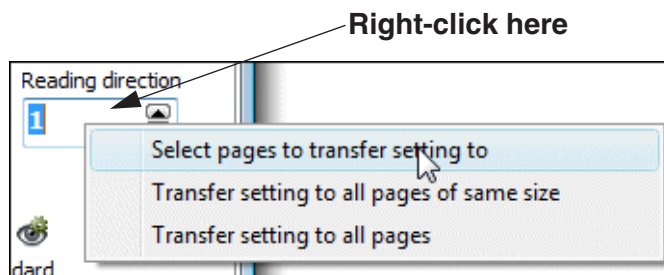 Right-click here
Reading direction
1
Select pages to transfer setting to
Transfer setting to all pages of same size
Transfer setting to all pages
dard